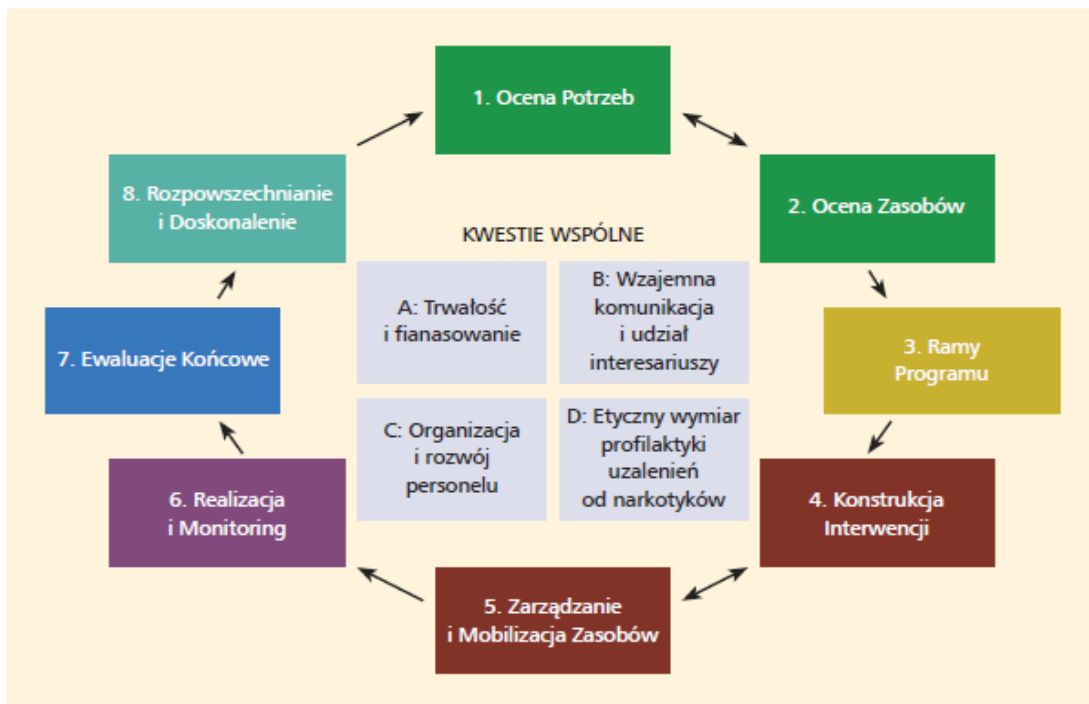 1. Ocena Potrzeb
2. Ocena Zasobów
3. Ramy
Programu
4. Konstrukcja
Interwencji
5. Zarządzanie
i Mobilizacja Zasobów
6. Realizacja
i Monitoring
7. Ewaluacje Końcowe
8. Rozpowszechnianie
i Doskonalenie
KWESTIE WSPÓLNE
A: Trwałość
i fianasowanie
B: Wzajemna
komunikacja
i udział
interesariuszy
C: Organizacja
i rozwój
personelu
D: Etyczny wymiar
profilaktyki
uzalenień
od narkotyków